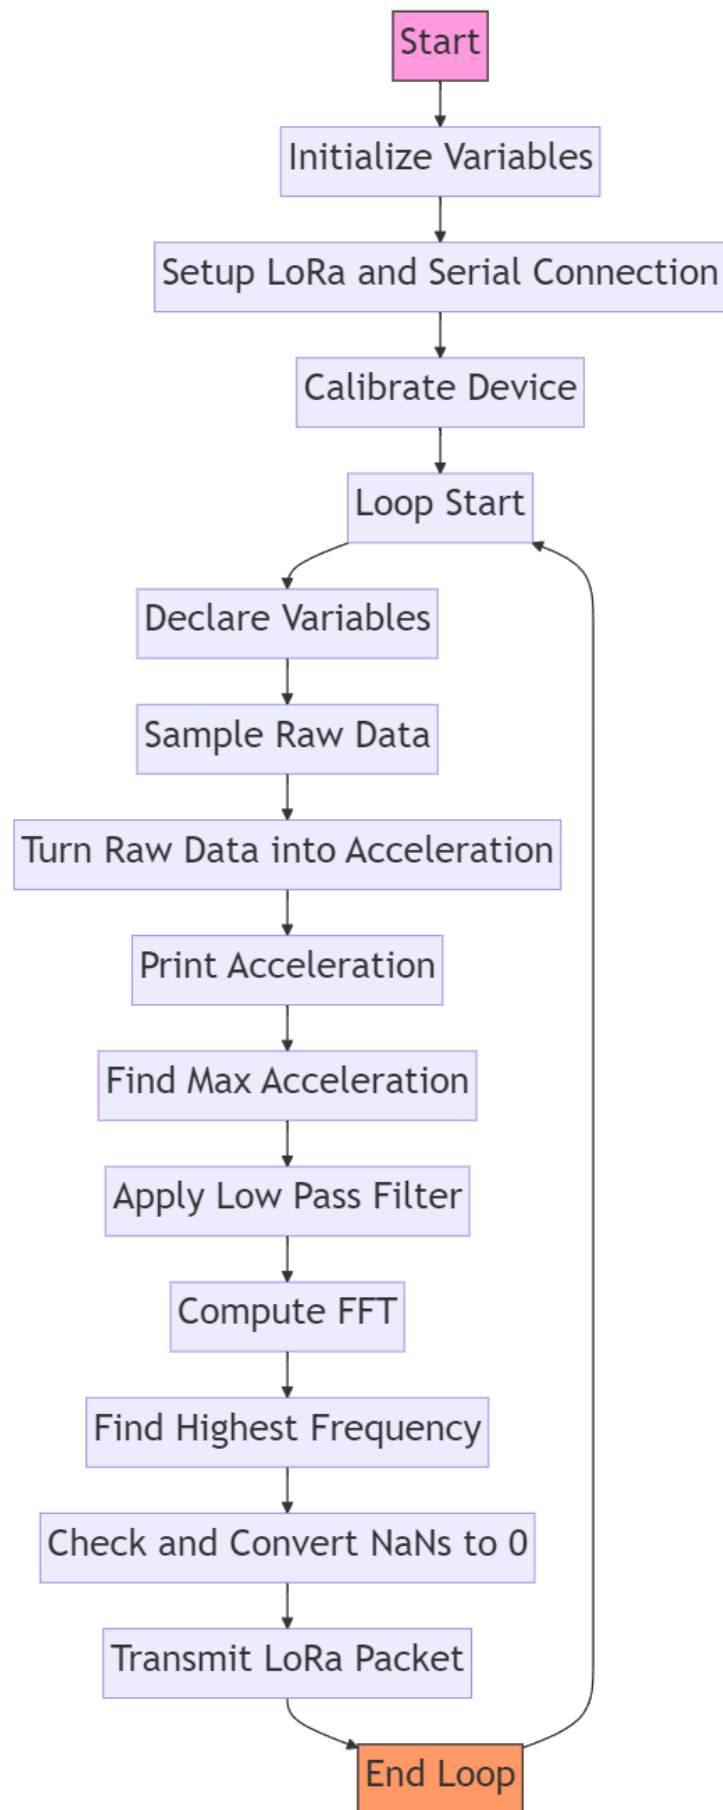 Start
Initialize Variables
Setup LoRa and Serial Connection
Calibrate Device
Loop Start
Declare Variables
Sample Raw Data
Turn Raw Data into Acceleration
Print Acceleration
Find Max Acceleration
Apply Low Pass Filter
Compute FFT
Find Highest Frequency
Check and Convert NaNs to 0
Transmit LoRa Packet
End Loop